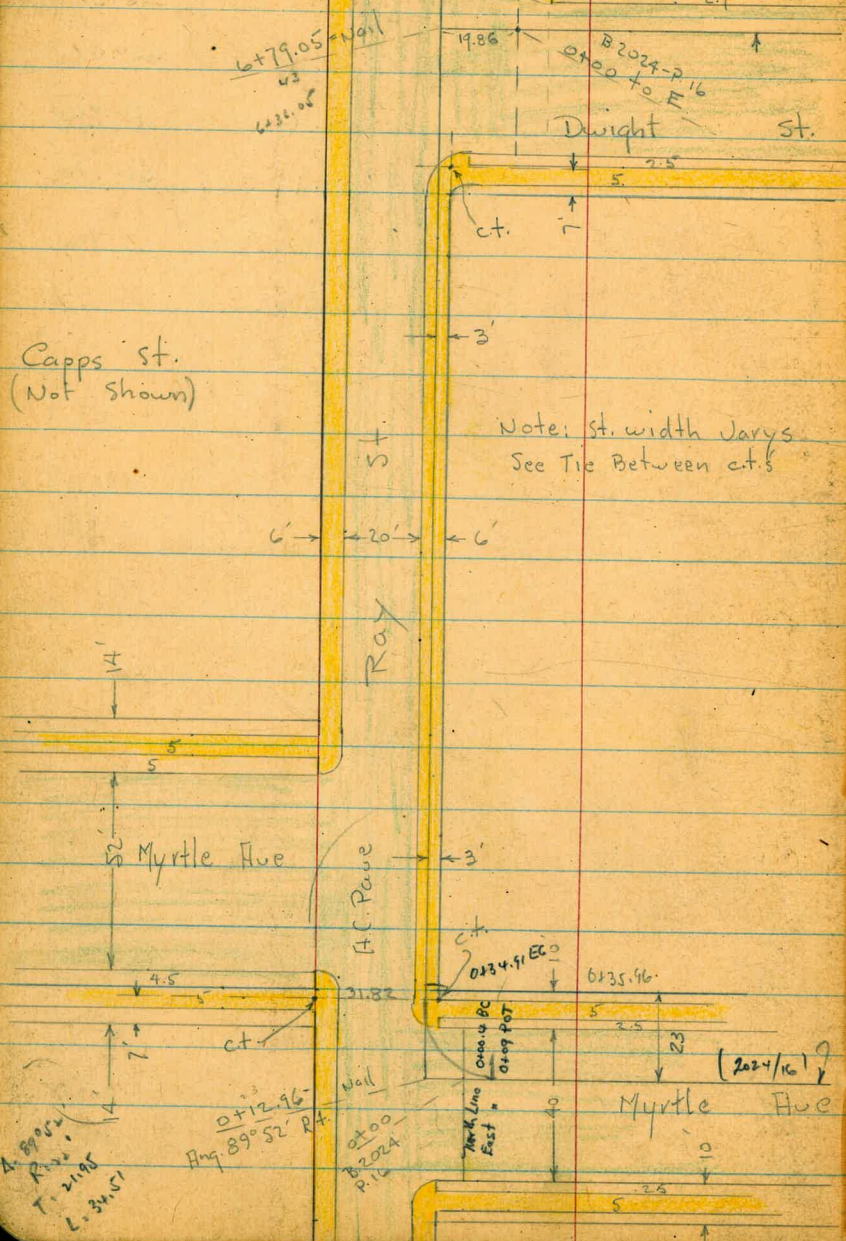 6+79.05 = Nail
43
6+36.05
19.86
B.2024-P.16
0+00 to E
Dwight St.
2.5
5
7'
c.t.
3'
Capps St.
(Not Shown)
Note: St. width Varys
See Tie Between c.t.s
St.
6' 20' 6'
Ray
14'
5
5
52'
Myrtle Ave
3'
A.C. Pave
c.t.
0+34.91 EC
10'
0+35.96
4.5
5
31.82
5
2.5
23
c.t.
7'
14'
0+00.4 BC
0+09 POT
(2024/16)
Nail
0+12.96
Ang. 89°52' Rt.
0+00
B.2024
P.16
North Line
East "
40
Myrtle Ave
10'
Δ. 89°52'
T. 21.95
L. 34.51
2.5
5